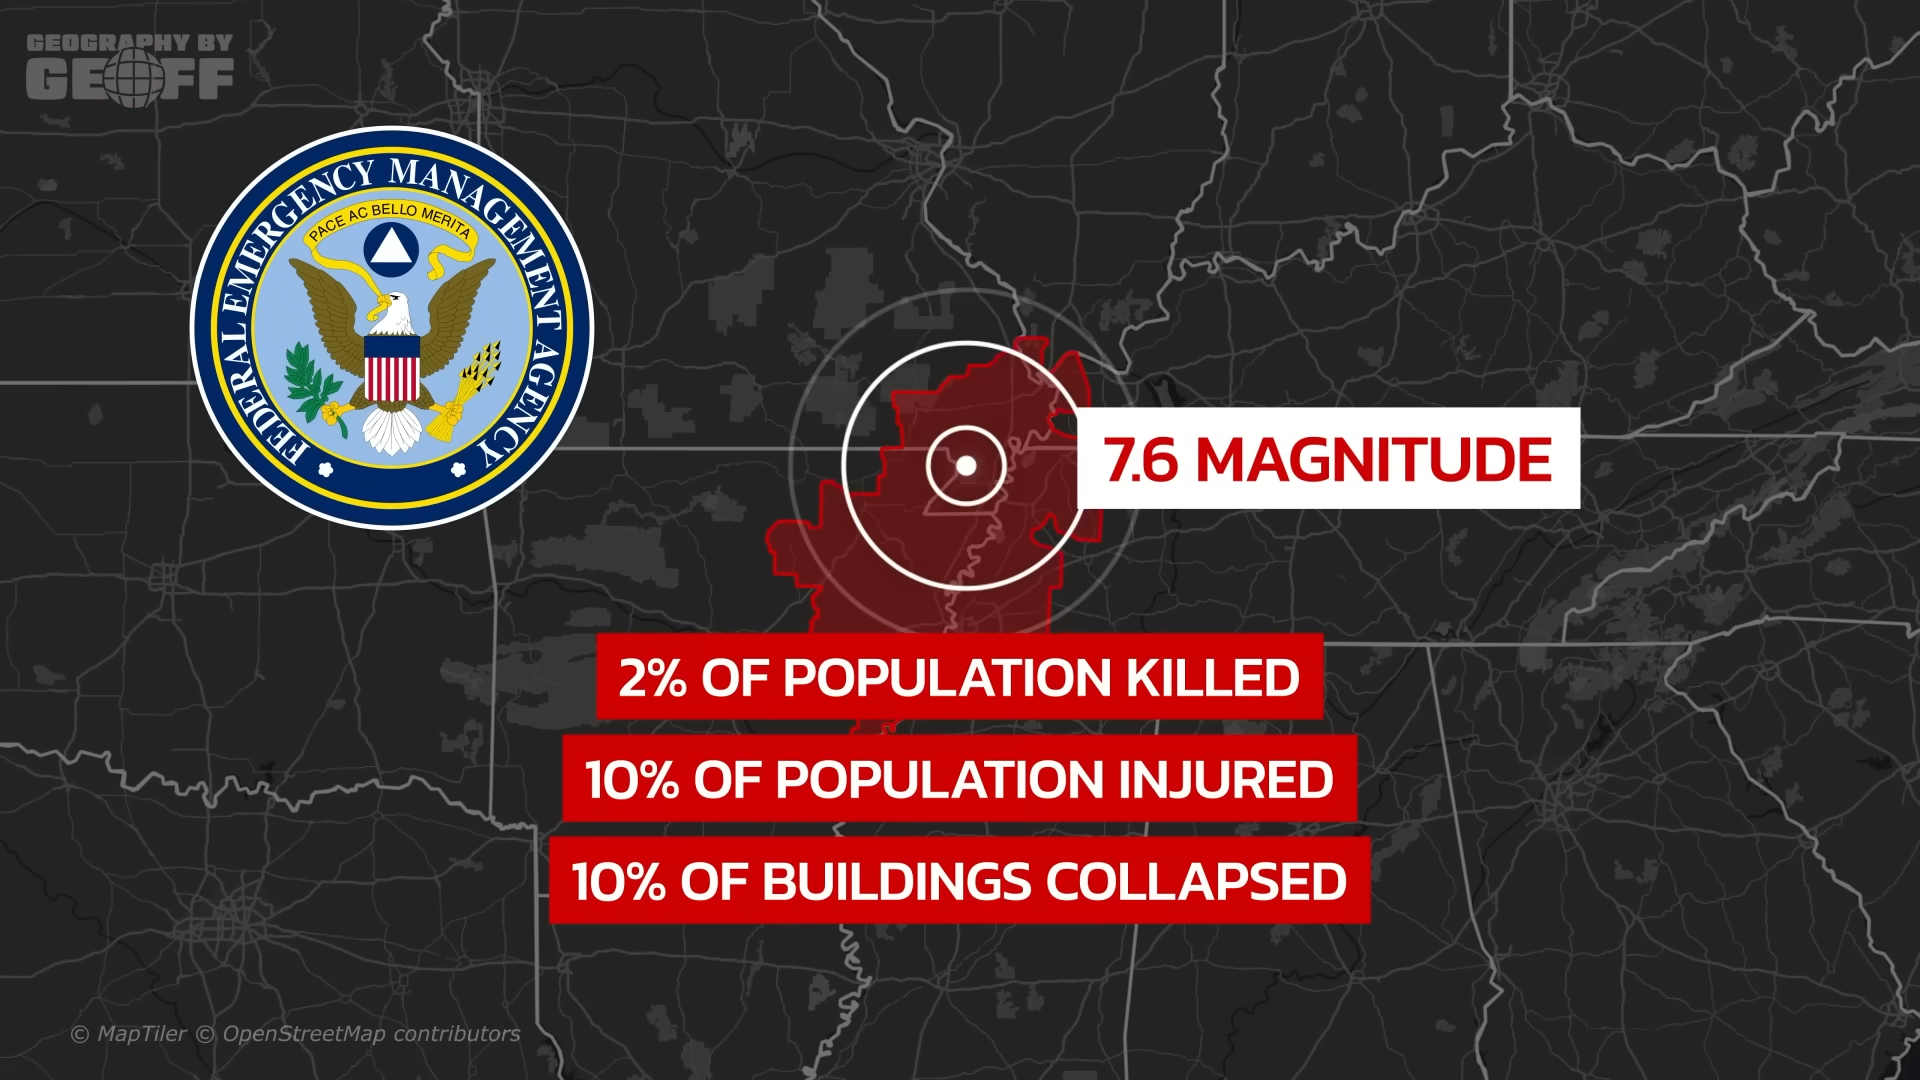 GEOGRAPHY BY
GEOFF
FEDERAL EMERGENCY MANAGEMENT AGENCY
PACE AC BELLO MERITA
7.6 MAGNITUDE
2% OF POPULATION KILLED
10% OF POPULATION INJURED
10% OF BUILDINGS COLLAPSED
© MapTiler © OpenStreetMap contributors